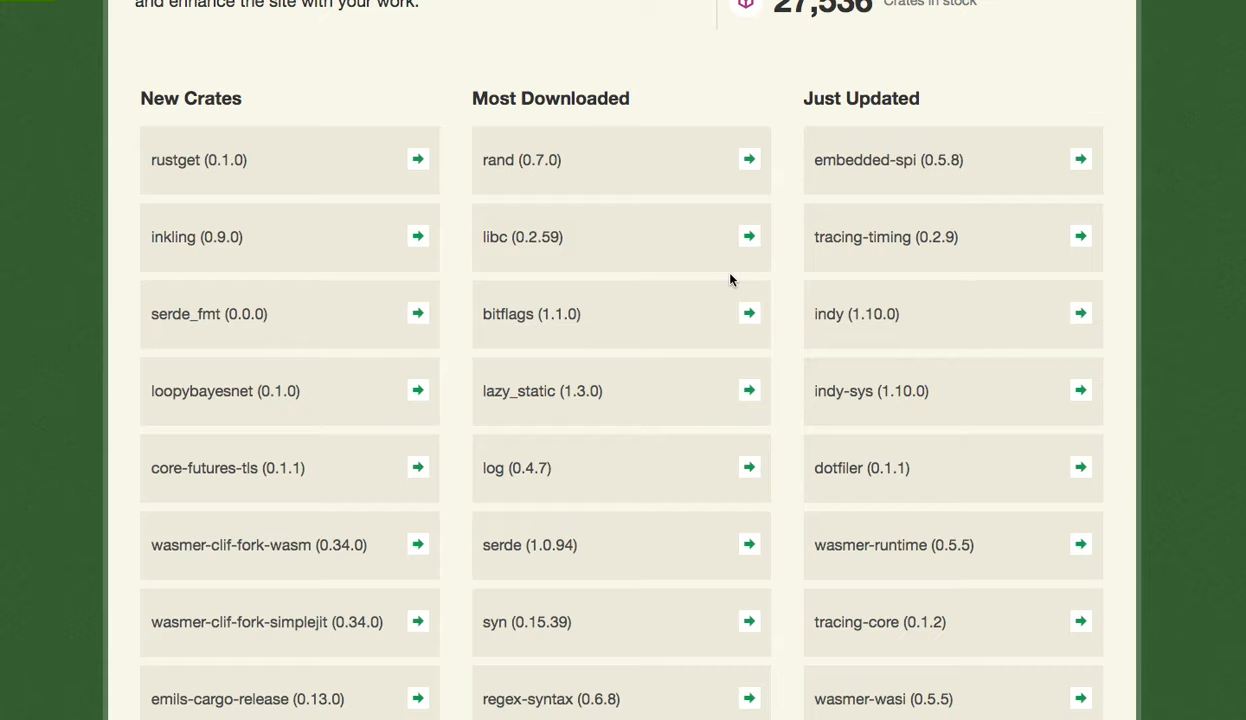 and enhance the site with your work.
27,536 Crates in stock
New Crates
rustget (0.1.0)
inkling (0.9.0)
serde_fmt (0.0.0)
loopybayesnet (0.1.0)
core-futures-tls (0.1.1)
wasmer-clif-fork-wasm (0.34.0)
wasmer-clif-fork-simplejit (0.34.0)
emils-cargo-release (0.13.0)
Most Downloaded
rand (0.7.0)
libc (0.2.59)
bitflags (1.1.0)
lazy_static (1.3.0)
log (0.4.7)
serde (1.0.94)
syn (0.15.39)
regex-syntax (0.6.8)
Just Updated
embedded-spi (0.5.8)
tracing-timing (0.2.9)
indy (1.10.0)
indy-sys (1.10.0)
dotfiler (0.1.1)
wasmer-runtime (0.5.5)
tracing-core (0.1.2)
wasmer-wasi (0.5.5)